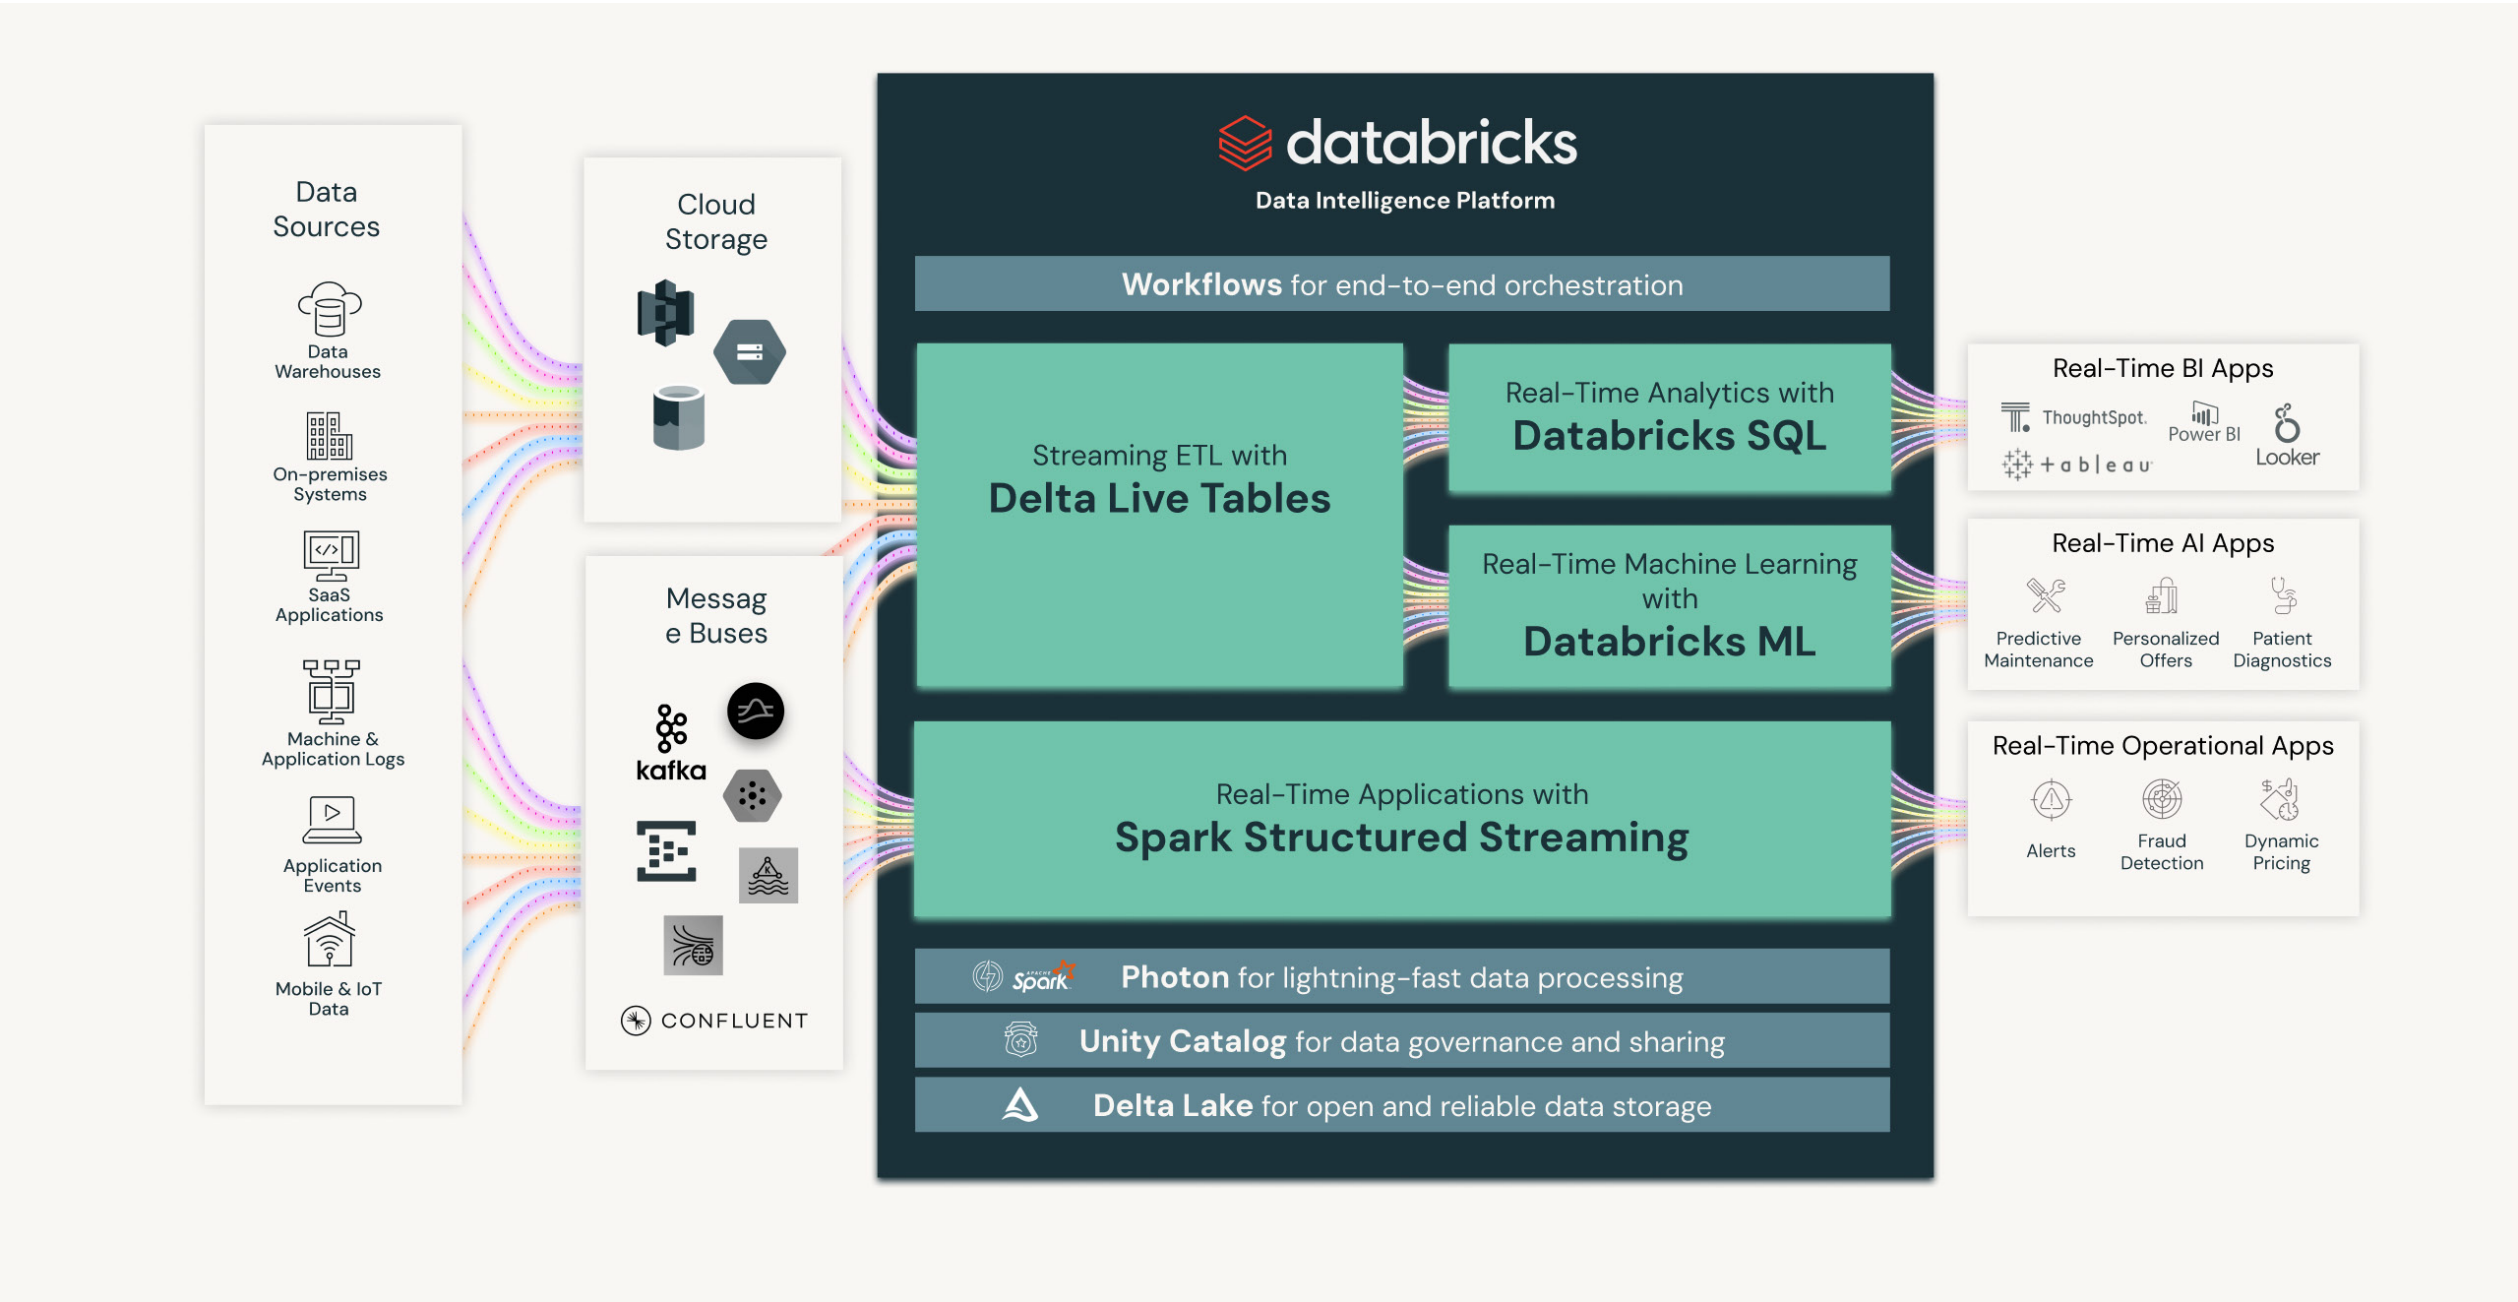 Data
Sources
Data
Warehouses
On-premises
Systems
SaaS
Applications
Machine &
Application Logs
Application
Events
Mobile & IoT
Data
Cloud
Storage
Messag
e Buses
kafka
CONFLUENT
databricks
Data Intelligence Platform
Workflows for end-to-end orchestration
Streaming ETL with
Delta Live Tables
Real-Time Analytics with
Databricks SQL
Real-Time Machine Learning
with
Databricks ML
Real-Time Applications with
Spark Structured Streaming
APACHE
Spark
Photon for lightning-fast data processing
Unity Catalog for data governance and sharing
Delta Lake for open and reliable data storage
Real-Time BI Apps
ThoughtSpot.
Power BI
Looker
+ableau
Real-Time AI Apps
Predictive
Maintenance
Personalized
Offers
Patient
Diagnostics
Real-Time Operational Apps
Alerts
Fraud
Detection
Dynamic
Pricing